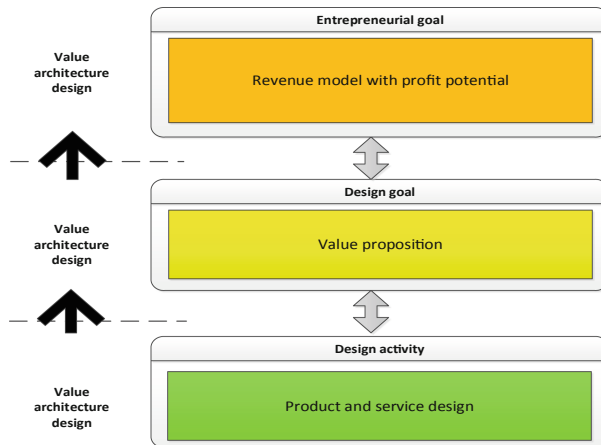 Entrepreneurial goal
Value
architecture
design
Revenue model with profit potential
Design goal
Value
architecture
design
Value proposition
Design activity
Value
architecture
design
Product and service design